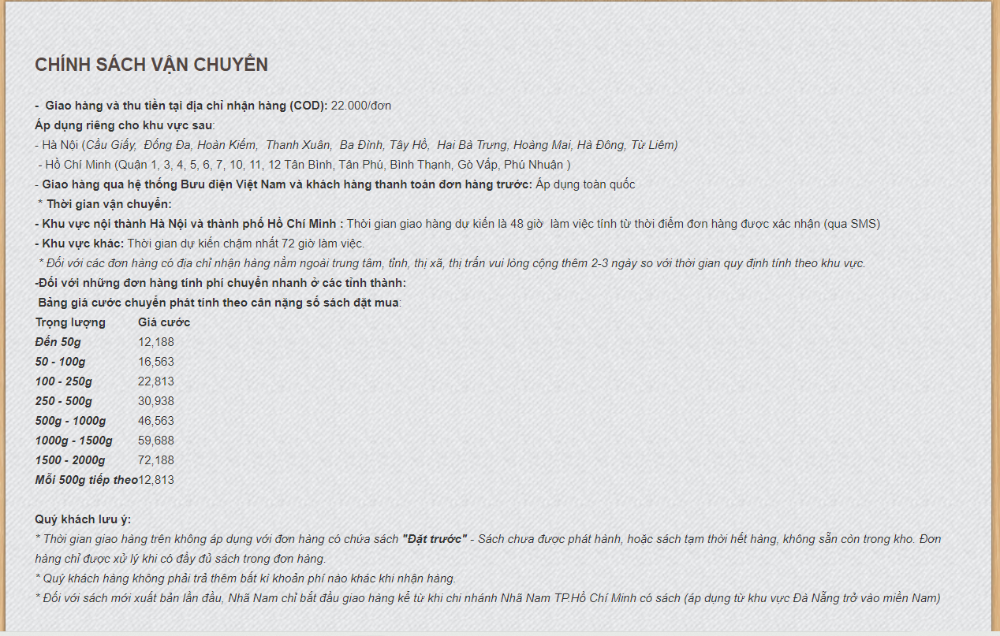 CHÍNH SÁCH VẬN CHUYỂN
- Giao hàng và thu tiền tại địa chỉ nhận hàng (COD): 22.000/đơn
Áp dụng riêng cho khu vực sau:
- Hà Nội (Cầu Giấy, Đống Đa, Hoàn Kiếm, Thanh Xuân, Ba Đình, Tây Hồ, Hai Bà Trưng, Hoàng Mai, Hà Đông, Từ Liêm)
- Hồ Chí Minh (Quận 1, 3, 4, 5, 6, 7, 10, 11, 12 Tân Bình, Tân Phú, Bình Thạnh, Gò Vấp, Phú Nhuận )
- Giao hàng qua hệ thống Bưu điện Việt Nam và khách hàng thanh toán đơn hàng trước: Áp dụng toàn quốc
* Thời gian vận chuyển:
- Khu vực nội thành Hà Nội và thành phố Hồ Chí Minh : Thời gian giao hàng dự kiến là 48 giờ làm việc tính từ thời điểm đơn hàng được xác nhận (qua SMS)
- Khu vực khác: Thời gian dự kiến chậm nhất 72 giờ làm việc.
* Đối với các đơn hàng có địa chỉ nhận hàng nằm ngoài trung tâm, tỉnh, thị xã, thị trấn vui lòng cộng thêm 2-3 ngày so với thời gian quy định tính theo khu vực.
-Đối với những đơn hàng tính phí chuyển nhanh ở các tỉnh thành:
Bảng giá cước chuyển phát tính theo cân nặng số sách đặt mua:
Trọng lượng Giá cước
Đến 50g 12,188
50 - 100g 16,563
100 - 250g 22,813
250 - 500g 30,938
500g - 1000g 46,563
1000g - 1500g 59,688
1500 - 2000g 72,188
Mỗi 500g tiếp theo 12,813
Quý khách lưu ý:
* Thời gian giao hàng trên không áp dụng với đơn hàng có chứa sách "Đặt trước" - Sách chưa được phát hành, hoặc sách tạm thời hết hàng, không sẵn còn trong kho. Đơn
hàng chỉ được xử lý khi có đầy đủ sách trong đơn hàng.
* Quý khách hàng không phải trả thêm bất kì khoản phí nào khác khi nhận hàng.
* Đối với sách mới xuất bản lần đầu, Nhã Nam chỉ bắt đầu giao hàng kể từ khi chi nhánh Nhã Nam TP.Hồ Chí Minh có sách (áp dụng từ khu vực Đà Nẵng trở vào miền Nam)